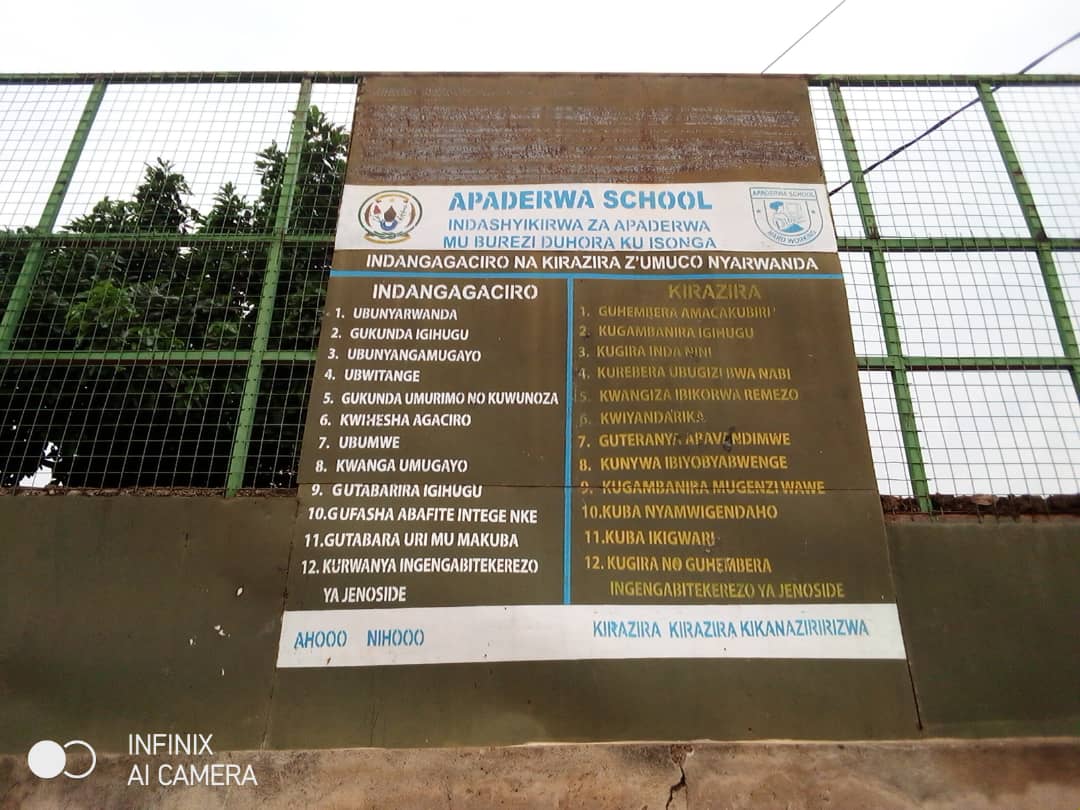 APADERWA SCHOOL
INDASHYIKIRWA ZA APADERWA
MU BUREZI DUHORA KU ISONGA
APADERWA SCHOOL
HARD WORKING
INDANGAGACIRO NA KIRAZIRA Z'UMUCO NYARWANDA
INDANGAGACIRO
1. UBUNYARWANDA
2. GUKUNDA IGIHUGU
3. UBUNYANGAMUGAYO
4. UBWITANGE
5. GUKUNDA UMURIMO NO KUWUNOZA
6. KWIHESHA AGACIRO
7. UBUMWE
8. KWANGA UMUGAYO
9. GUTABARIRA IGIHUGU
10.GUFASHA ABAFITE INTEGE NKE
11.GUTABARA URI MU MAKUBA
12. KURWANYA INGENGABITEKEREZO
YA JENOSIDE
KIRAZIRA
1. GUHEMBERA AMACAKUBIRI
2. KUGAMBANIRA IGIHUGU
3. KUGIRA INDA NINI
4. KUREBERA UBUGIZI BWA NABI
5. KWANGIZA IBIKORWA REMEZO
6. KWIYANDARIKA
7. GUTERANYA ABAVANDIMWE
8. KUNYWA IBIYOBYABWENGE
9. KUGAMBANIRA MUGENZI WAWE
10.KUBA NYAMWIGENDAHO
11.KUBA IKIGWARI
12. KUGIRA NO GUHEMBERA
INGENGABITEKEREZO YA JENOSIDE
AHOOO NIHOOO
KIRAZIRA KIRAZIRA KIKANAZIRIRIZWA
INFINIX
AI CAMERA